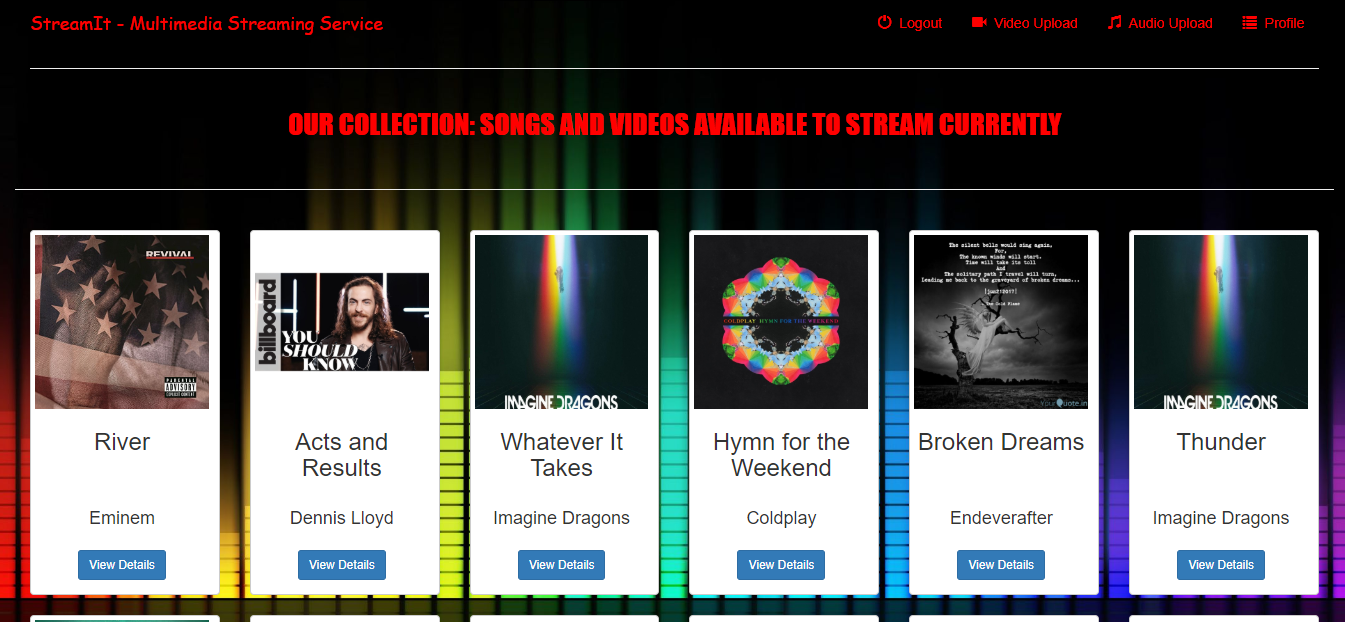 StreamIt - Multimedia Streaming Service
Logout
Video Upload
Audio Upload
Profile
OUR COLLECTION: SONGS AND VIDEOS AVAILABLE TO STREAM CURRENTLY
REVIVAL
PARENTAL
ADVISORY
EXPLICIT CONTENT
billboard
YOU
SHOULD
KNOW
IMAGINE DRAGONS
COLDPLAY HYMN FOR THE WEEKEND
The silent bells would sing again,
For,
The known winds will start.
Time will take its toll
And
The solitary path I travel will turn,
Leading me back to the graveyard of broken dreams...
YourQuote.in
IMAGINE DRAGONS
River
Acts and
Results
Whatever It
Takes
Hymn for the
Weekend
Broken Dreams
Thunder
Eminem
Dennis Lloyd
Imagine Dragons
Coldplay
Endeverafter
Imagine Dragons
View Details
View Details
View Details
View Details
View Details
View Details